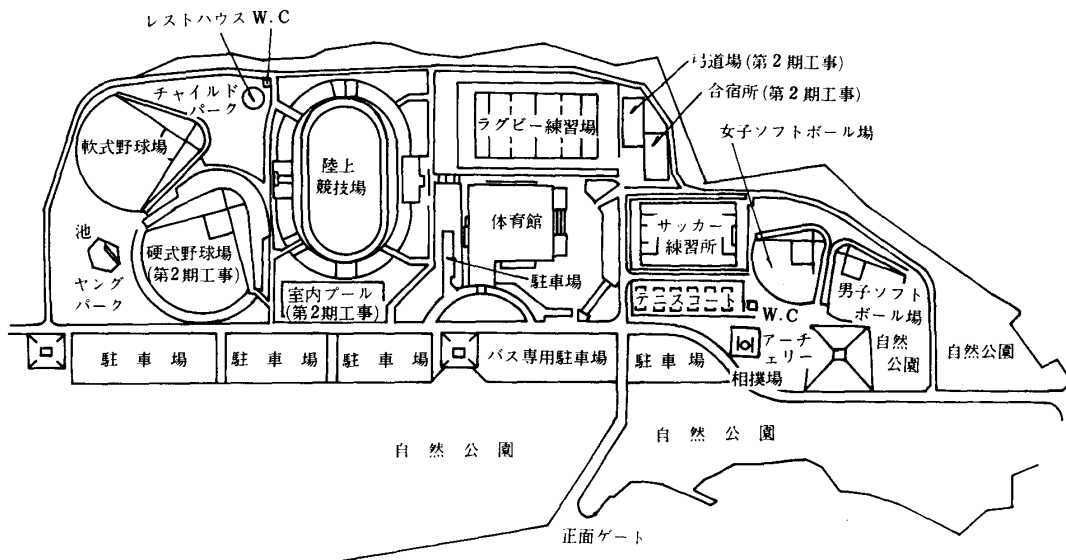 レストハウス W.C
弓道場(第2期工事)
合宿所(第2期工事)
女子ソフトボール場
チャイルド
パーク
軟式野球場
陸上
競技場
ラグビー練習場
体育館
サッカー
練習所
池
硬式野球場
(第2期工事)
ヤング
パーク
室内プール
(第2期工事)
駐車場
テニスコート
W.C
男子ソフト
ボール場
アーチ
ェリー
自然
公園
自然公園
駐車場
駐車場
駐車場
バス専用駐車場
駐車場
相撲場
自然公園
自然公園
正面ゲート